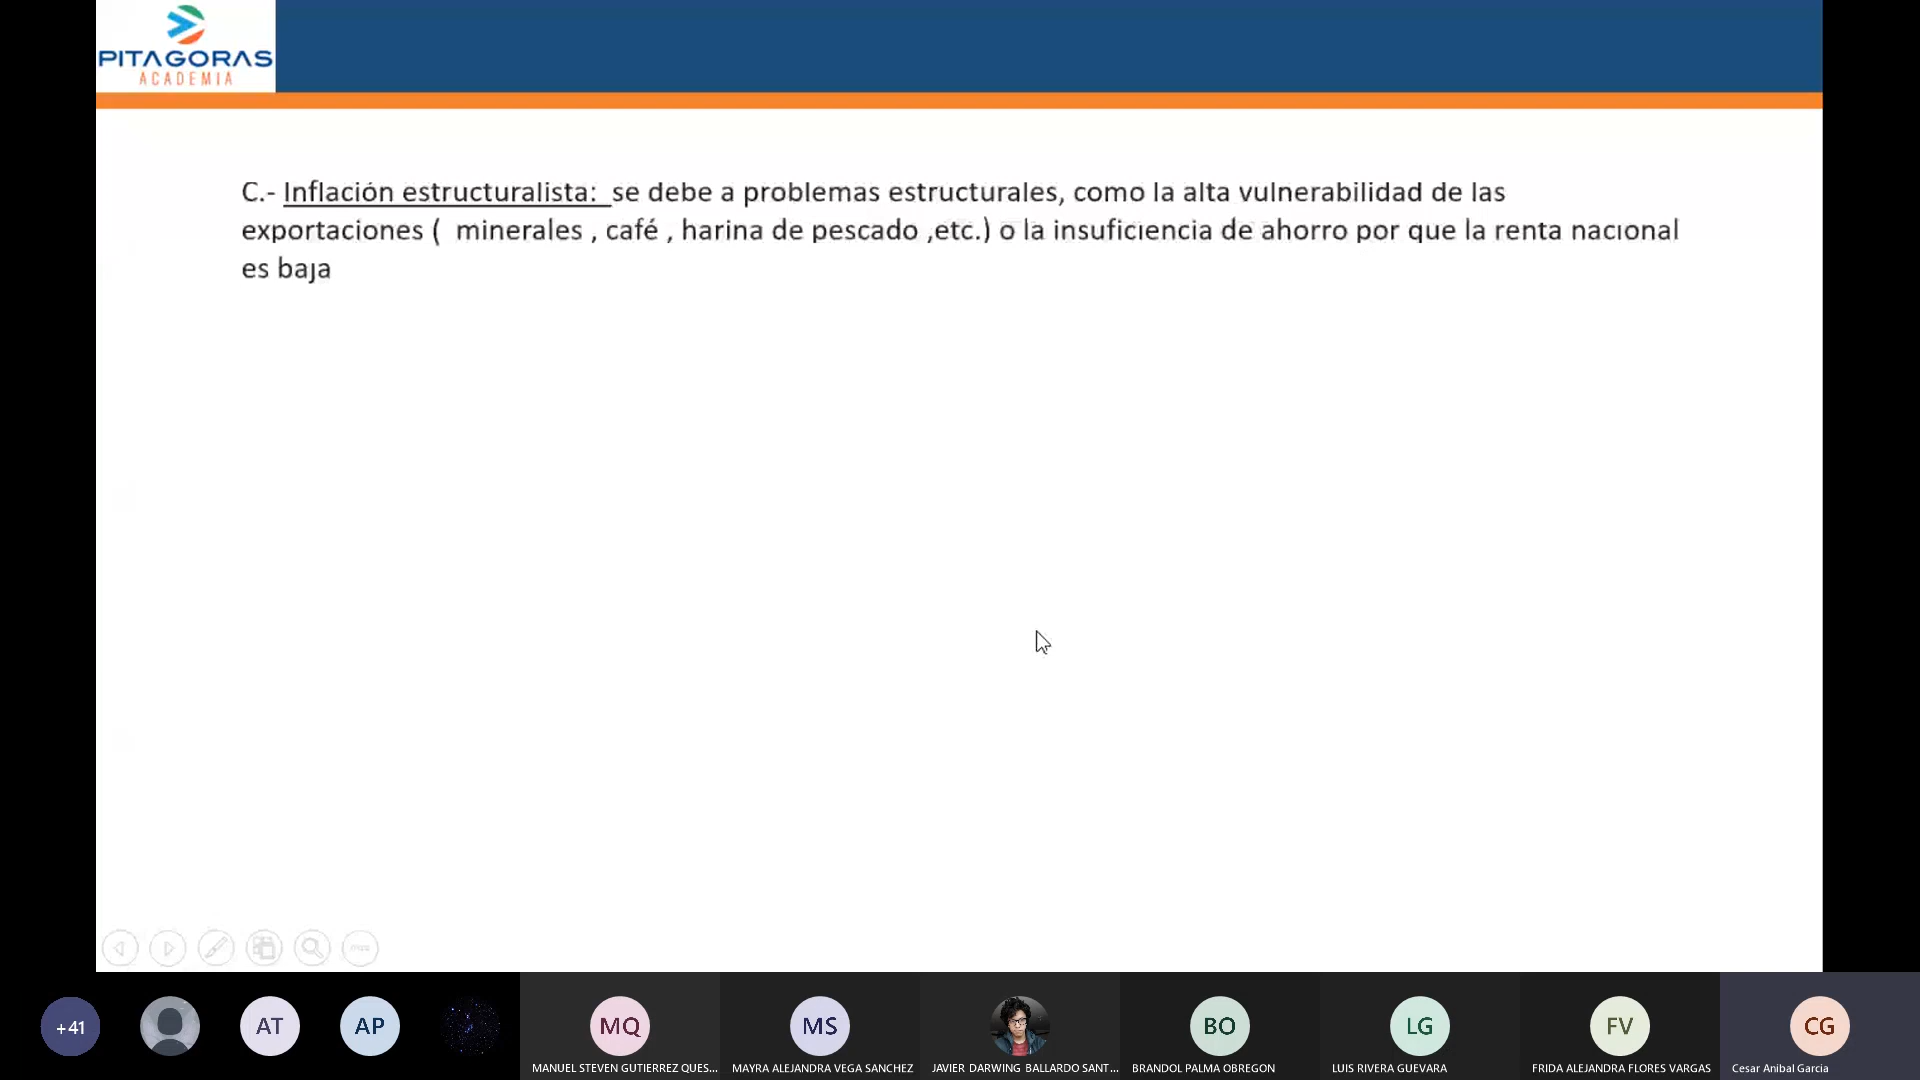 PITAGORAS
ACADEMIA
C.- Inflación estructuralista: se debe a problemas estructurales, como la alta vulnerabilidad de las
exportaciones ( minerales , café , harina de pescado ,etc.) o la insuficiencia de ahorro por que la renta nacional
es baja
+41
AT
AP
MQ
MS
BO
LG
FV
CG
MANUEL STEVEN GUTIERREZ QUES...
MAYRA ALEJANDRA VEGA SANCHEZ
JAVIER DARWING BALLARDO SANT...
BRANDOL PALMA OBREGON
LUIS RIVERA GUEVARA
FRIDA ALEJANDRA FLORES VARGAS
Cesar Anibal Garcia